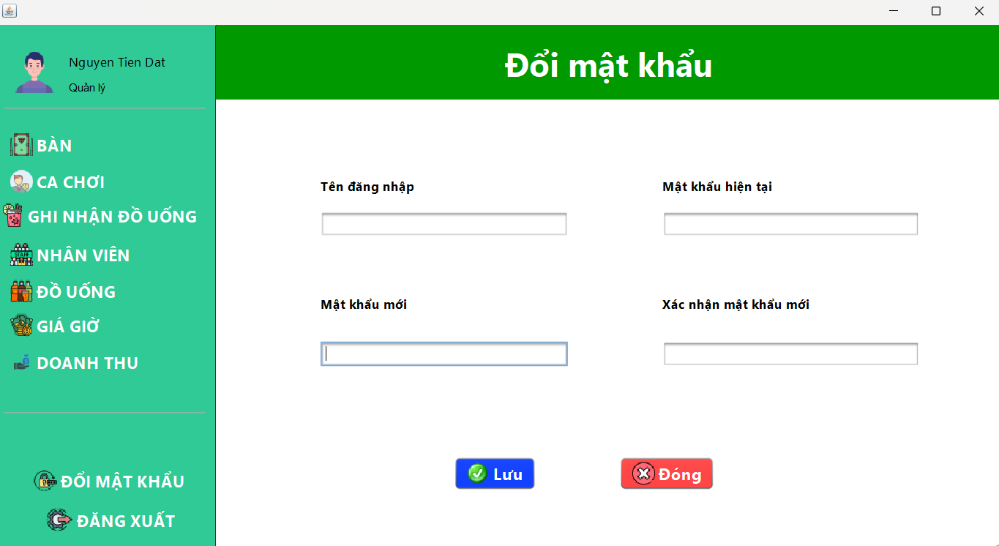 Nguyen Tien Dat
Quản lý
BÀN
CA CHƠI
GHI NHẬN ĐỒ UỐNG
NHÂN VIÊN
ĐỒ UỐNG
GIÁ GIỜ
DOANH THU
ĐỔI MẬT KHẨU
ĐĂNG XUẤT
Đổi mật khẩu
Tên đăng nhập
Mật khẩu hiện tại
Mật khẩu mới
Xác nhận mật khẩu mới
Lưu
Đóng